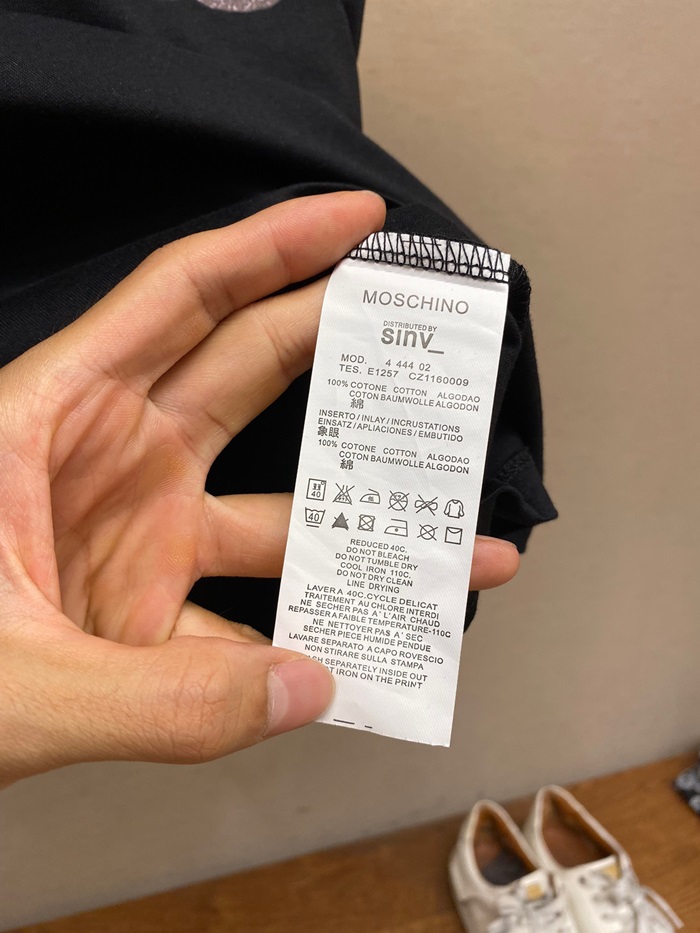 MOSCHINO
DISTRIBUTED BY
sinv_
MOD. 4 444 02
TES. E1257 CZ1160009
100% COTONE COTTON ALGODAO
COTON BAUMWOLLE ALGODON
綿
INSERTO / INLAY / INCRUSTATIONS
EINSATZ / APLIACIONES / EMBUTIDO
象眼
100% COTONE COTTON ALGODAO
COTON BAUMWOLLE ALGODON
綿
40
40
REDUCED 40C.
DO NOT BLEACH
DO NOT TUMBLE DRY
COOL IRON 110C.
DO NOT DRY CLEAN
LINE DRYING
LAVER A 40C.CYCLE DELICAT
TRAITEMENT AU CHLORE INTERDI
NE SECHER PAS A' L'AIR CHAUD
REPASSER A FAIBLE TEMPERATURE-110C
NE NETTOYER PAS A' SEC
SECHER PIECE HUMIDE PENDUE
LAVARE SEPARATO A CAPO ROVESCIO
NON STIRARE SULLA STAMPA
SEPARATELY INSIDE OUT
IRON ON THE PRINT